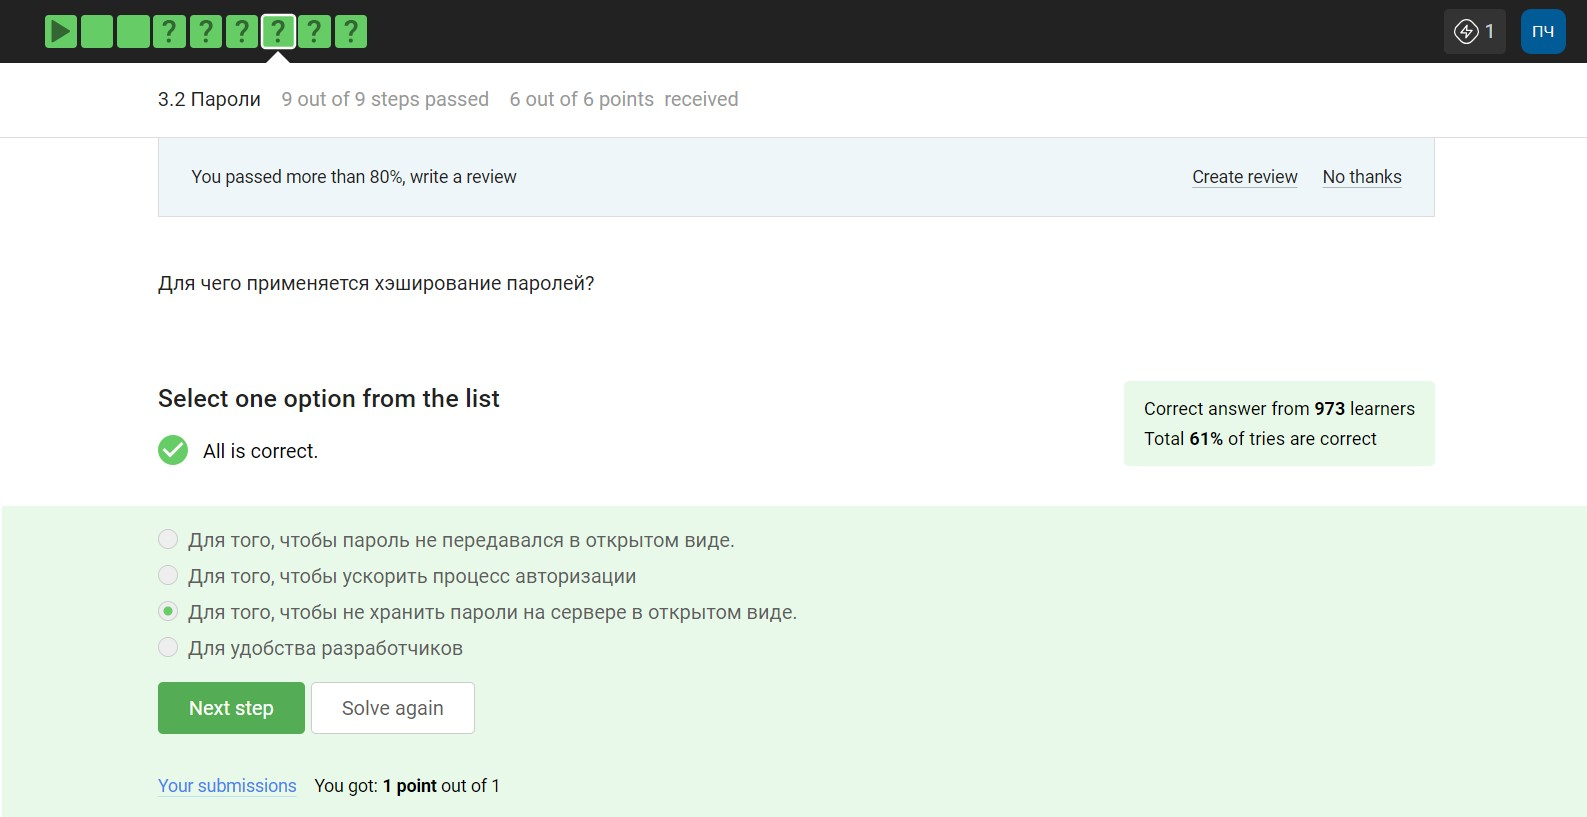 ? ? ? ? ? ?
1
ПЧ
3.2 Пароли 9 out of 9 steps passed 6 out of 6 points received
You passed more than 80%, write a review Create review No thanks
Для чего применяется хэширование паролей?
Select one option from the list
All is correct.
Correct answer from 973 learners
Total 61% of tries are correct
Для того, чтобы пароль не передавался в открытом виде.
Для того, чтобы ускорить процесс авторизации
Для того, чтобы не хранить пароли на сервере в открытом виде.
Для удобства разработчиков
Next step Solve again
Your submissions You got: 1 point out of 1